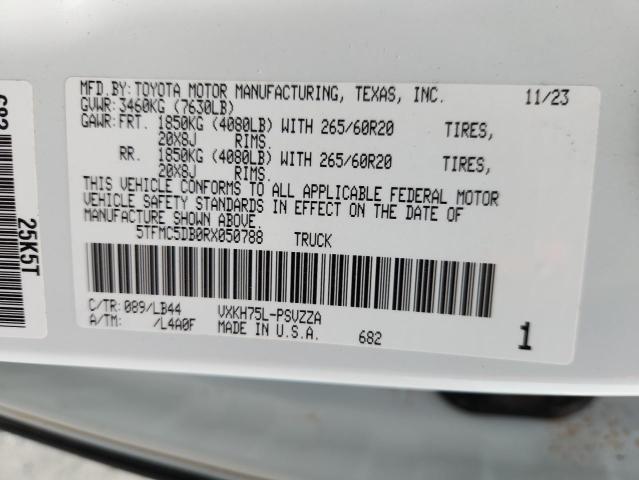 MFD.BY:TOYOTA MOTOR MANUFACTURING, TEXAS, INC. 11/23
GVWR: 3460KG (7630LB)
GAWR: FRT. 1850KG (4080LB) WITH 265/60R20 TIRES,
20X8J RIMS.
RR. 1850KG (4080LB) WITH 265/60R20 TIRES,
20X8J RIMS.
THIS VEHICLE CONFORMS TO ALL APPLICABLE FEDERAL MOTOR
VEHICLE SAFETY STANDARDS IN EFFECT ON THE DATE OF
MANUFACTURE SHOWN ABOVE.
5TFMC5DB0RX050788 TRUCK
C/TR:089/LB44 VXKH75L-PSVZZA
A/TM: /L4A0F MADE IN U.S.A. 682 1
25K5T